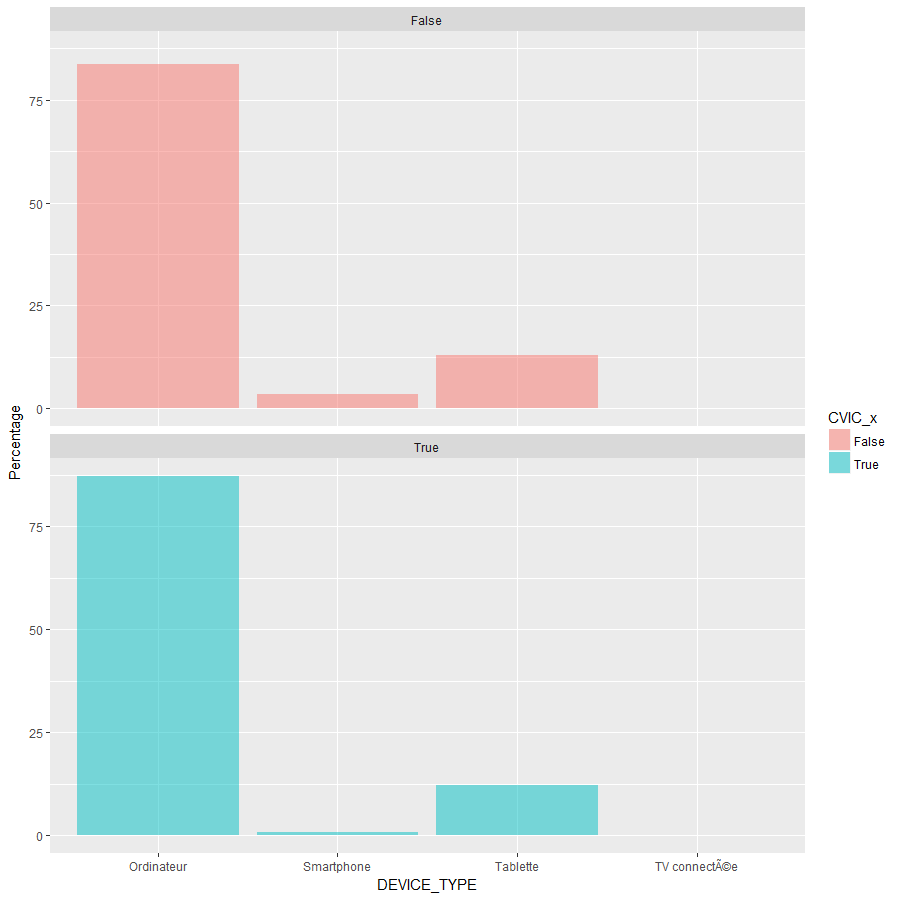 False
75
50
25
0
Percentage
True
75
50
25
0
Ordinateur
Smartphone
Tablette
TV connectÃ©e
DEVICE_TYPE
CVIC_x
False
True